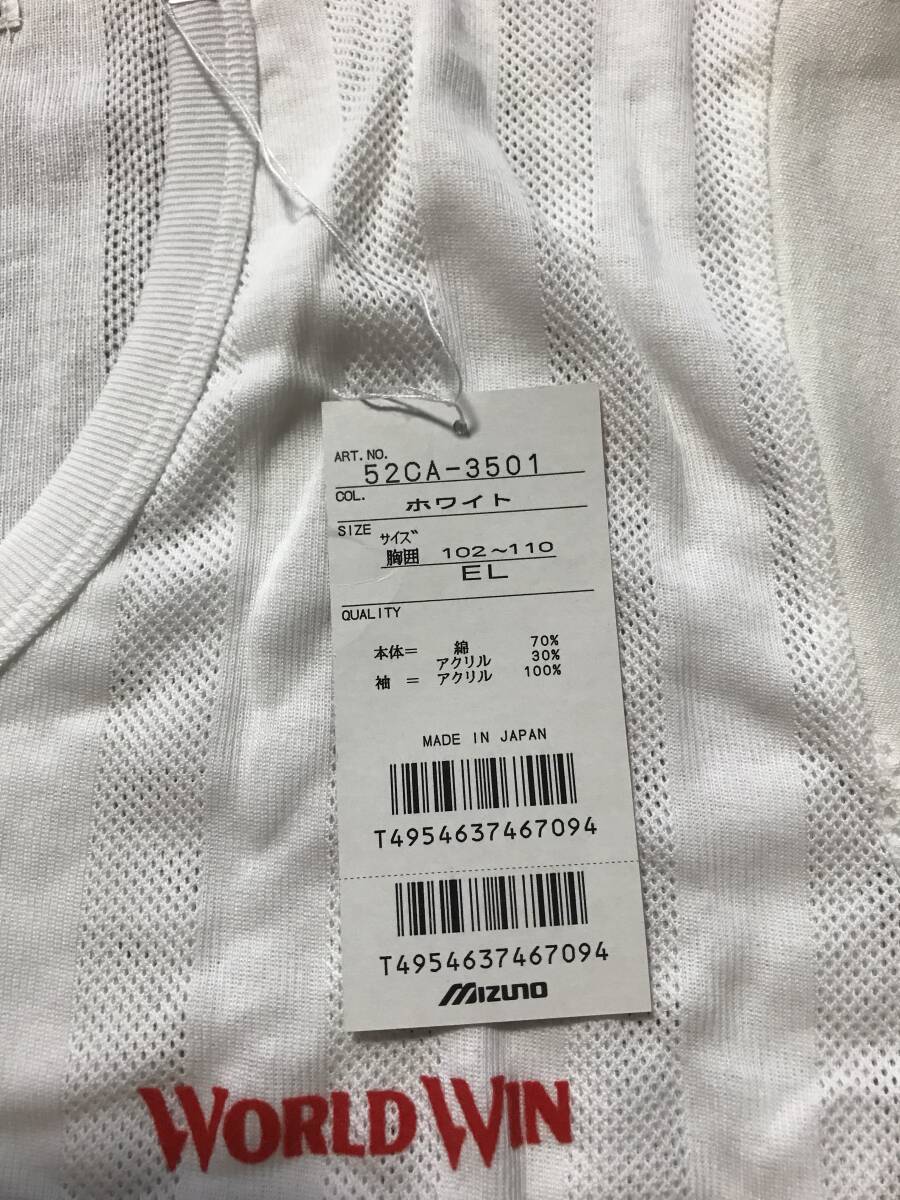 ART. NO.
52CA-3501
COL.
ホワイト
SIZE
サイズ
胸囲 102～110
EL
QUALITY
本体＝ 綿 70%
アクリル 30%
袖 ＝ アクリル 100%
MADE IN JAPAN
T4954637467094
T4954637467094
MIZUNO
WORLD WIN